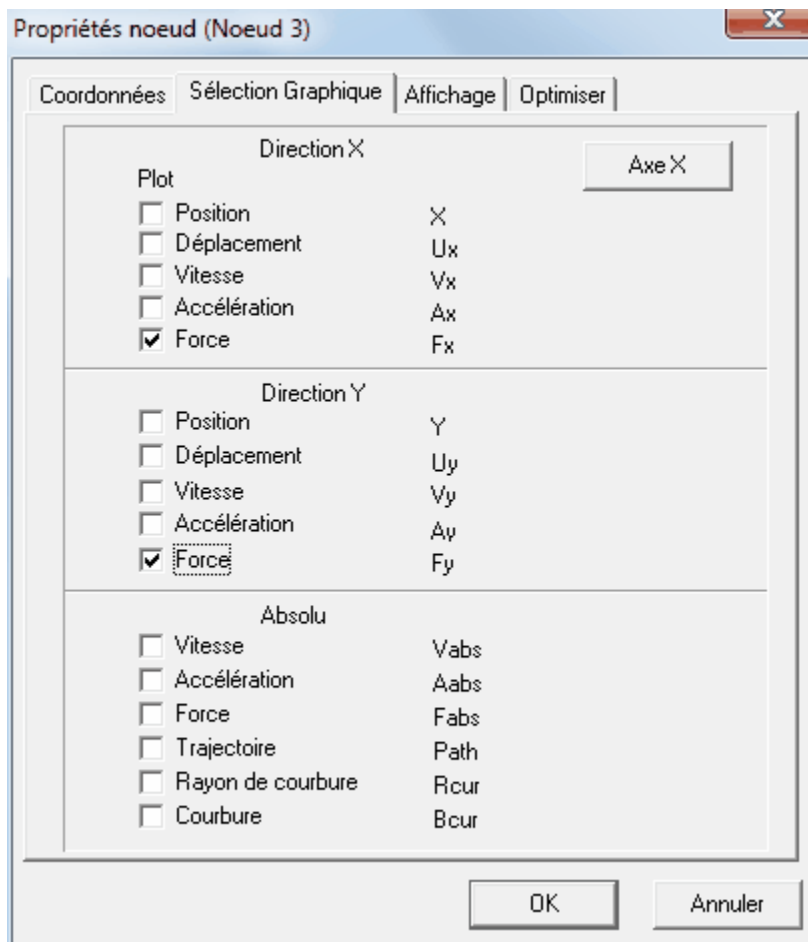 Propriétés noeud (Noeud 3)
Coordonnées Sélection Graphique Affichage Optimiser
Direction X
Axe X
Plot
Position X
Déplacement Ux
Vitesse Vx
Accélération Ax
Force Fx
Direction Y
Position Y
Déplacement Uy
Vitesse Vy
Accélération Ay
Force Fy
Absolu
Vitesse Vabs
Accélération Aabs
Force Fabs
Trajectoire Path
Rayon de courbure Rcur
Courbure Bcur
OK Annuler